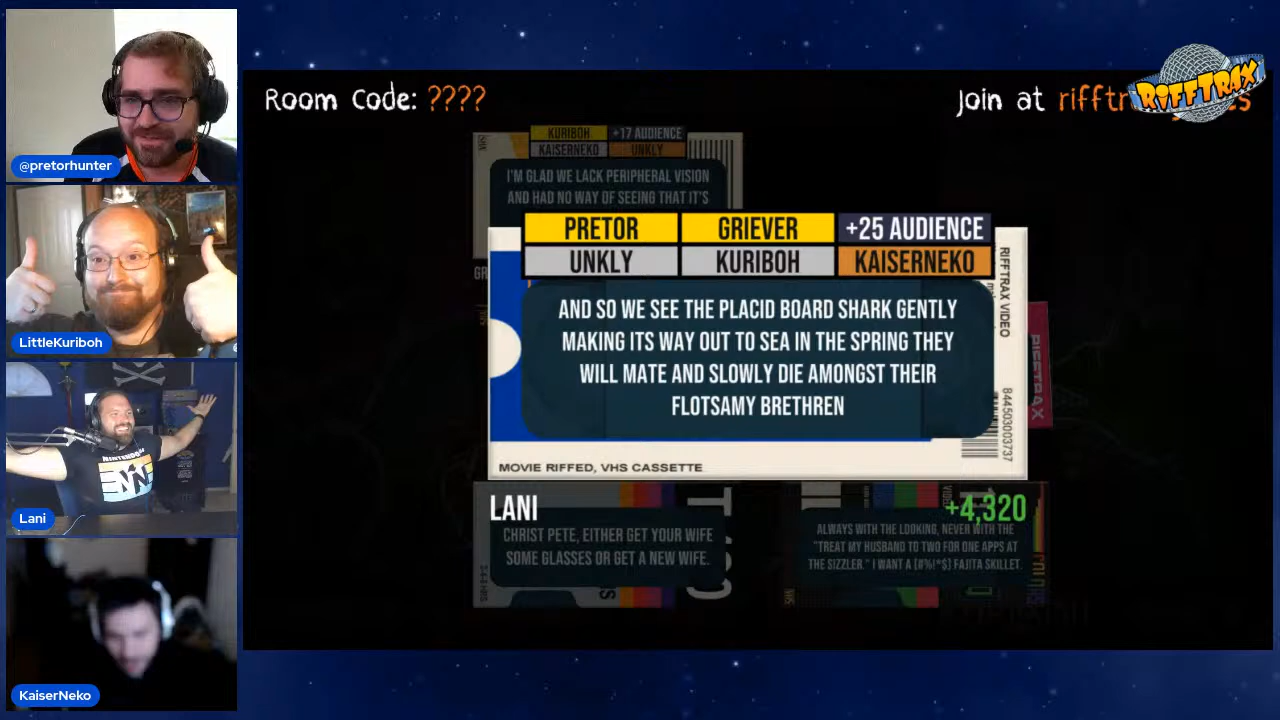 @pretorhunter
LittleKuriboh
Lani
KaiserNeko
Room Code: ????
Join at rifftr
RIFFTRAX
KURIBOH +17 AUDIENCE
KAISERNEKO UNKLY
I'M GLAD WE LACK PERIPHERAL VISION
AND HAD NO WAY OF SEEING THAT IT'S
PRETOR GRIEVER +25 AUDIENCE
UNKLY KURIBOH KAISERNEKO
AND SO WE SEE THE PLACID BOARD SHARK GENTLY
MAKING ITS WAY OUT TO SEA IN THE SPRING THEY
WILL MATE AND SLOWLY DIE AMONGST THEIR
FLOTSAMY BRETHREN
RIFFTRAX VIDEO
844503003737
MOVIE RIFFED, VHS CASSETTE
RIFFTRAX
LANI +4,320
CHRIST PETE, EITHER GET YOUR WIFE
SOME GLASSES OR GET A NEW WIFE.
ALWAYS WITH THE LOOKING, NEVER WITH THE
"TREAT MY HUSBAND TO TWO FOR ONE APPS AT
THE SIZZLER." I WANT A (#%!*$) FAJITA SKILLET.